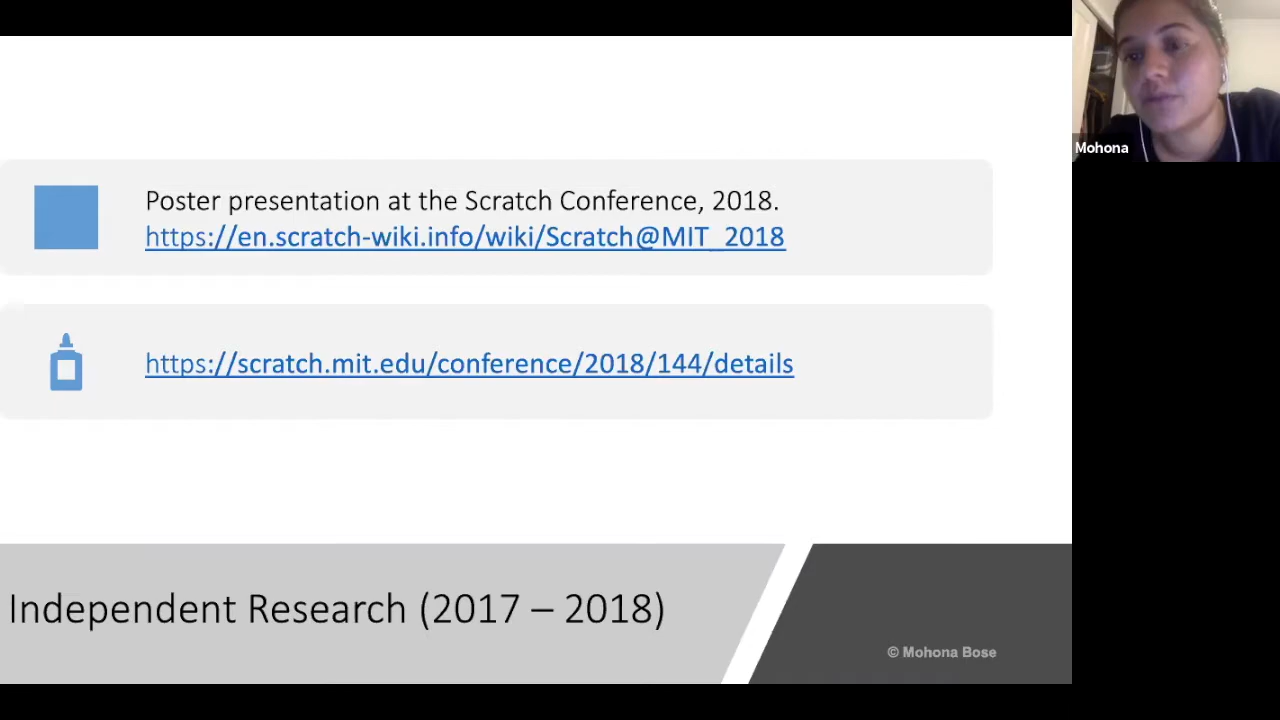 Poster presentation at the Scratch Conference, 2018.
https://en.scratch-wiki.info/wiki/Scratch@MIT_2018
https://scratch.mit.edu/conference/2018/144/details
Independent Research (2017 – 2018)
© Mohona Bose
Mohona